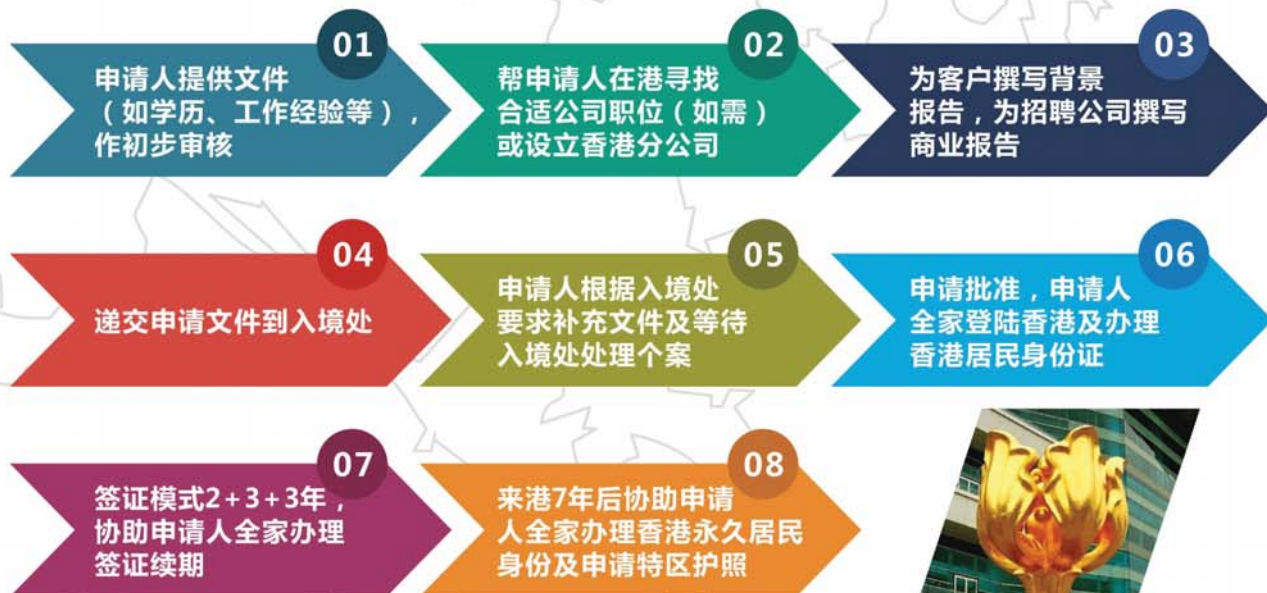 01
申请人提供文件
（如学历、工作经验等），
作初步审核
02
帮申请人在港寻找
合适公司职位（如需）
或设立香港分公司
03
为客户撰写背景
报告，为招聘公司撰写
商业报告
04
递交申请文件到入境处
05
申请人根据入境处
要求补充文件及等待
入境处处理个案
06
申请批准，申请人
全家登陆香港及办理
香港居民身份证
07
签证模式2+3+3年，
协助申请人全家办理
签证续期
08
来港7年后协助申请
人全家办理香港永久居民
身份及申请特区护照